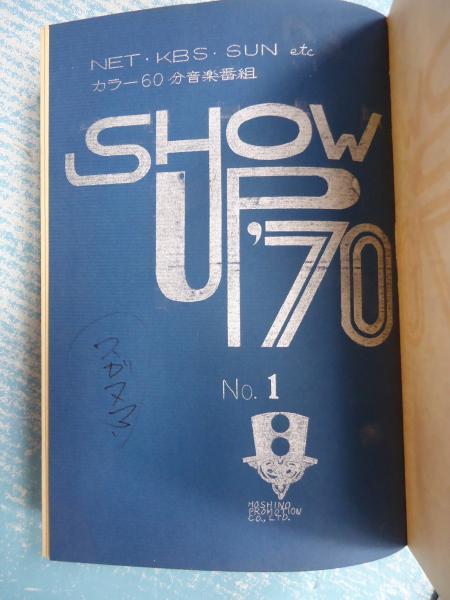 NET・KBS・SUN etc
カラー60分音楽番組
SHOW
UP
'70
No. 1
HOSHINO
PROMOTION
CO., LTD.
スガヌマ